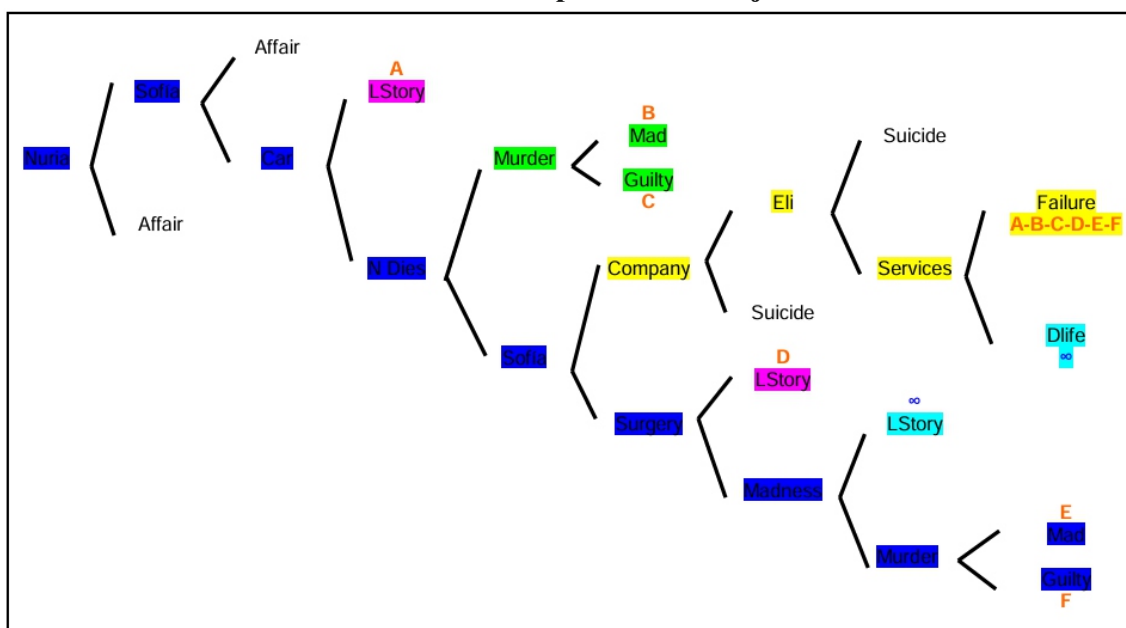 Affair
A
Sofia
LStory
B
Mad
Suicide
Nuria
Car
Murder
Guilty
C
Eli
Failure
A-B-C-D-E-F
Affair
N Dies
Company
Services
Suicide
Dlife
∞
Sofia
D
LStory
∞
LStory
Surgery
Madness
E
Mad
Murder
Guilty
F